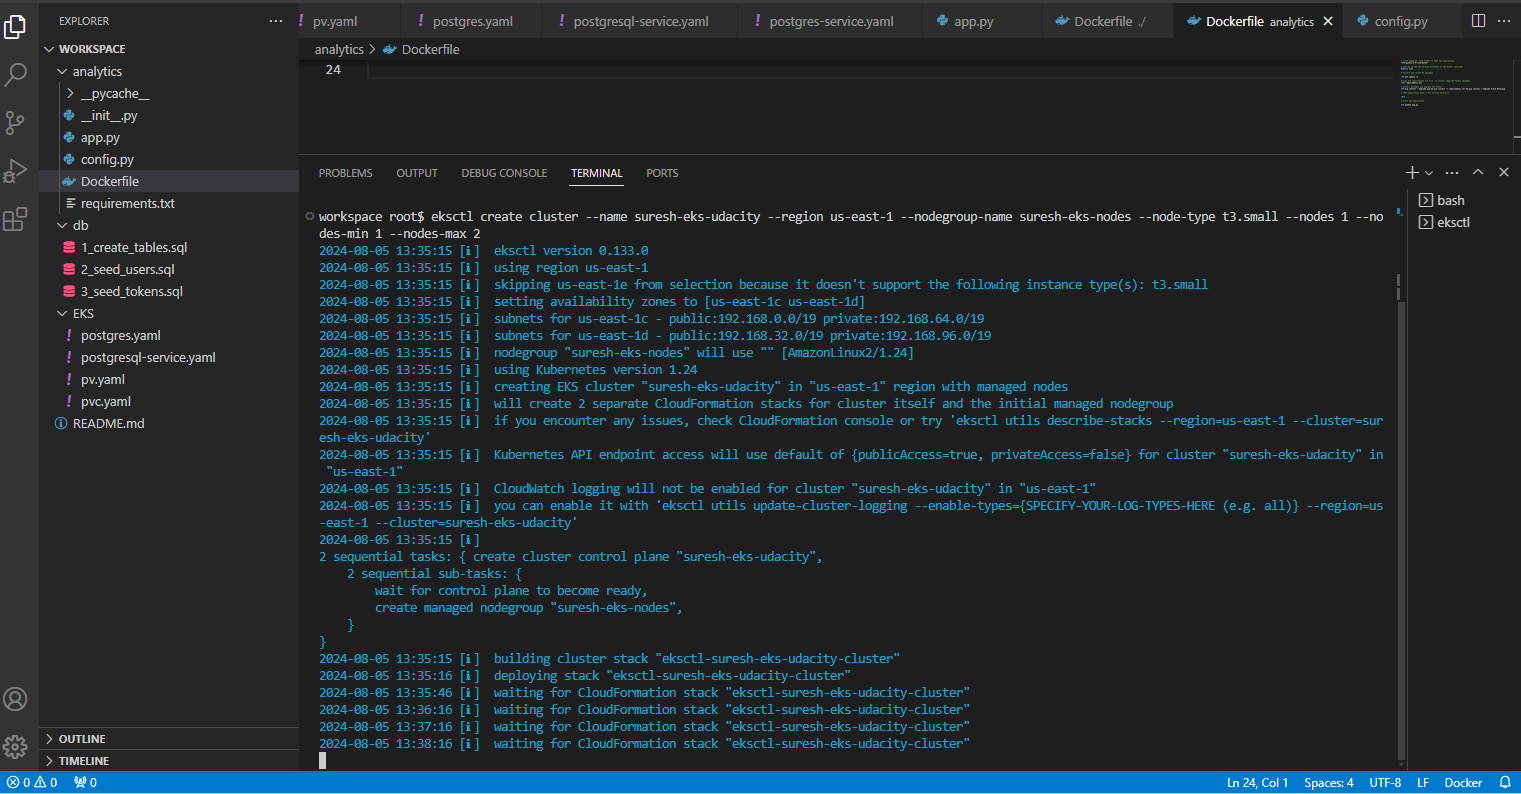 EXPLORER
WORKSPACE
analytics
__pycache__
__init__.py
app.py
config.py
Dockerfile
requirements.txt
db
1_create_tables.sql
2_seed_users.sql
3_seed_tokens.sql
EKS
! postgres.yaml
! postgresql-service.yaml
! pv.yaml
! pvc.yaml
README.md
OUTLINE
TIMELINE
! pv.yaml ! postgres.yaml ! postgresql-service.yaml ! postgres-service.yaml app.py Dockerfile ./ Dockerfile analytics config.py
analytics > Dockerfile
24
PROBLEMS OUTPUT DEBUG CONSOLE TERMINAL PORTS
bash
eksctl
workspace root$ eksctl create cluster --name suresh-eks-udacity --region us-east-1 --nodegroup-name suresh-eks-nodes --node-type t3.small --nodes 1 --no
des-min 1 --nodes-max 2
2024-08-05 13:35:15 [ℹ]  eksctl version 0.133.0
2024-08-05 13:35:15 [ℹ]  using region us-east-1
2024-08-05 13:35:15 [ℹ]  skipping us-east-1e from selection because it doesn't support the following instance type(s): t3.small
2024-08-05 13:35:15 [ℹ]  setting availability zones to [us-east-1c us-east-1d]
2024-08-05 13:35:15 [ℹ]  subnets for us-east-1c - public:192.168.0.0/19 private:192.168.64.0/19
2024-08-05 13:35:15 [ℹ]  subnets for us-east-1d - public:192.168.32.0/19 private:192.168.96.0/19
2024-08-05 13:35:15 [ℹ]  nodegroup "suresh-eks-nodes" will use "" [AmazonLinux2/1.24]
2024-08-05 13:35:15 [ℹ]  using Kubernetes version 1.24
2024-08-05 13:35:15 [ℹ]  creating EKS cluster "suresh-eks-udacity" in "us-east-1" region with managed nodes
2024-08-05 13:35:15 [ℹ]  will create 2 separate CloudFormation stacks for cluster itself and the initial managed nodegroup
2024-08-05 13:35:15 [ℹ]  if you encounter any issues, check CloudFormation console or try 'eksctl utils describe-stacks --region=us-east-1 --cluster=sur
esh-eks-udacity'
2024-08-05 13:35:15 [ℹ]  Kubernetes API endpoint access will use default of {publicAccess=true, privateAccess=false} for cluster "suresh-eks-udacity" in
"us-east-1"
2024-08-05 13:35:15 [ℹ]  CloudWatch logging will not be enabled for cluster "suresh-eks-udacity" in "us-east-1"
2024-08-05 13:35:15 [ℹ]  you can enable it with 'eksctl utils update-cluster-logging --enable-types={SPECIFY-YOUR-LOG-TYPES-HERE (e.g. all)} --region=us
-east-1 --cluster=suresh-eks-udacity'
2024-08-05 13:35:15 [ℹ]
2 sequential tasks: { create cluster control plane "suresh-eks-udacity",
2 sequential sub-tasks: {
wait for control plane to become ready,
create managed nodegroup "suresh-eks-nodes",
}
}
2024-08-05 13:35:15 [ℹ]  building cluster stack "eksctl-suresh-eks-udacity-cluster"
2024-08-05 13:35:16 [ℹ]  deploying stack "eksctl-suresh-eks-udacity-cluster"
2024-08-05 13:35:46 [ℹ]  waiting for CloudFormation stack "eksctl-suresh-eks-udacity-cluster"
2024-08-05 13:36:16 [ℹ]  waiting for CloudFormation stack "eksctl-suresh-eks-udacity-cluster"
2024-08-05 13:37:16 [ℹ]  waiting for CloudFormation stack "eksctl-suresh-eks-udacity-cluster"
2024-08-05 13:38:16 [ℹ]  waiting for CloudFormation stack "eksctl-suresh-eks-udacity-cluster"
0 0 0 Ln 24, Col 1 Spaces: 4 UTF-8 LF Docker